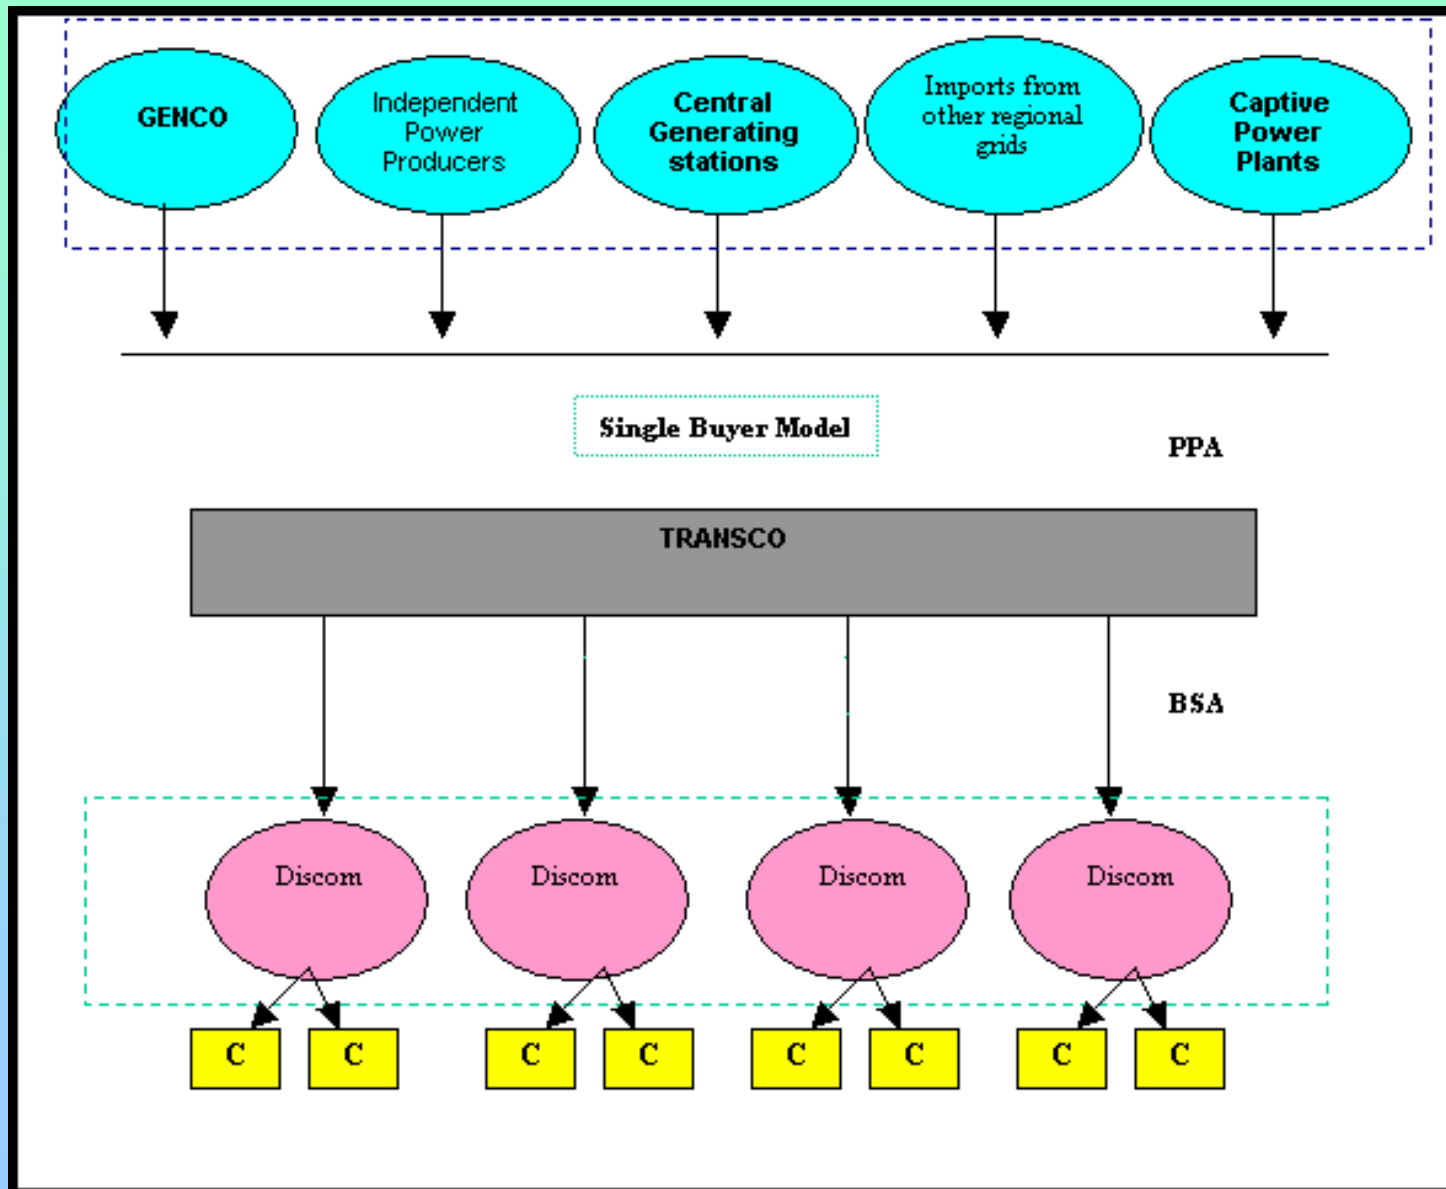 GENCO
Independent
Power
Producers
Central
Generating
stations
Imports from
other regional
grids
Captive
Power
Plants
Single Buyer Model
PPA
TRANSCO
BSA
Discom
Discom
Discom
Discom
C
C
C
C
C
C
C
C